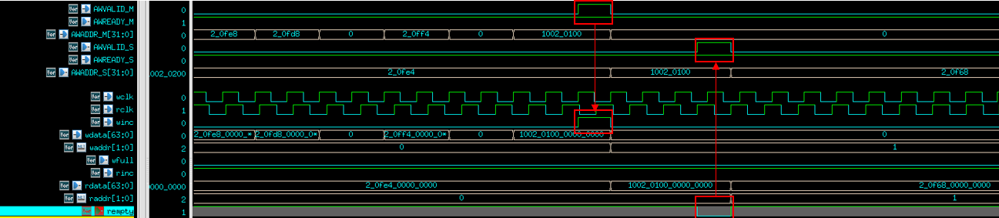 AWVALID_M 0
AWREADY_M 1
AWADDR_M[31:0] 0 2_0fe8 2_0fd8 0 2_0ff4 0 1002_0100 0
AWVALID_S 0
AWREADY_S 0
AWADDR_S[31:0] 1002_0200 2_0fe4 1002_0100 2_0f68
wclk 0
rclk 1
winc 0
wdata[63:0] 0 2_0fe8_0000_* 2_0fd8_0000_0* 0 2_0ff4_0000_0* 0 1002_0100_0000_0000 0
waddr[1:0] 2 0 1
wfull 0
rinc 0
rdata[63:0] 0000_0000 2_0fe4_0000_0000 1002_0100_0000_0000 2_0f68_0000_0000
raddr[1:0] 2 0 1
rempty 1